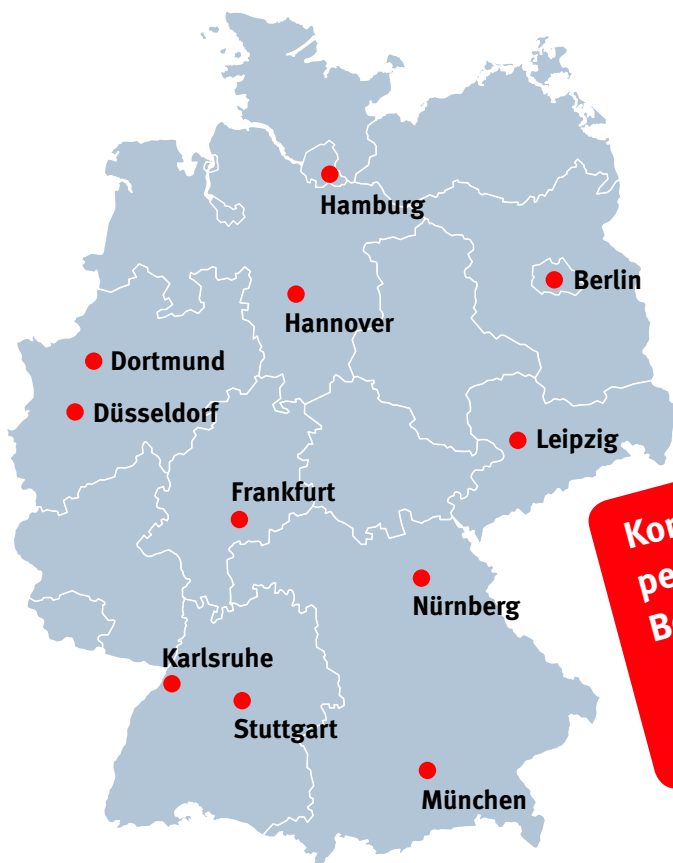 Hamburg
Berlin
Hannover
Dortmund
Düsseldorf
Leipzig
Frankfurt
Nürnberg
Karlsruhe
Stuttgart
München